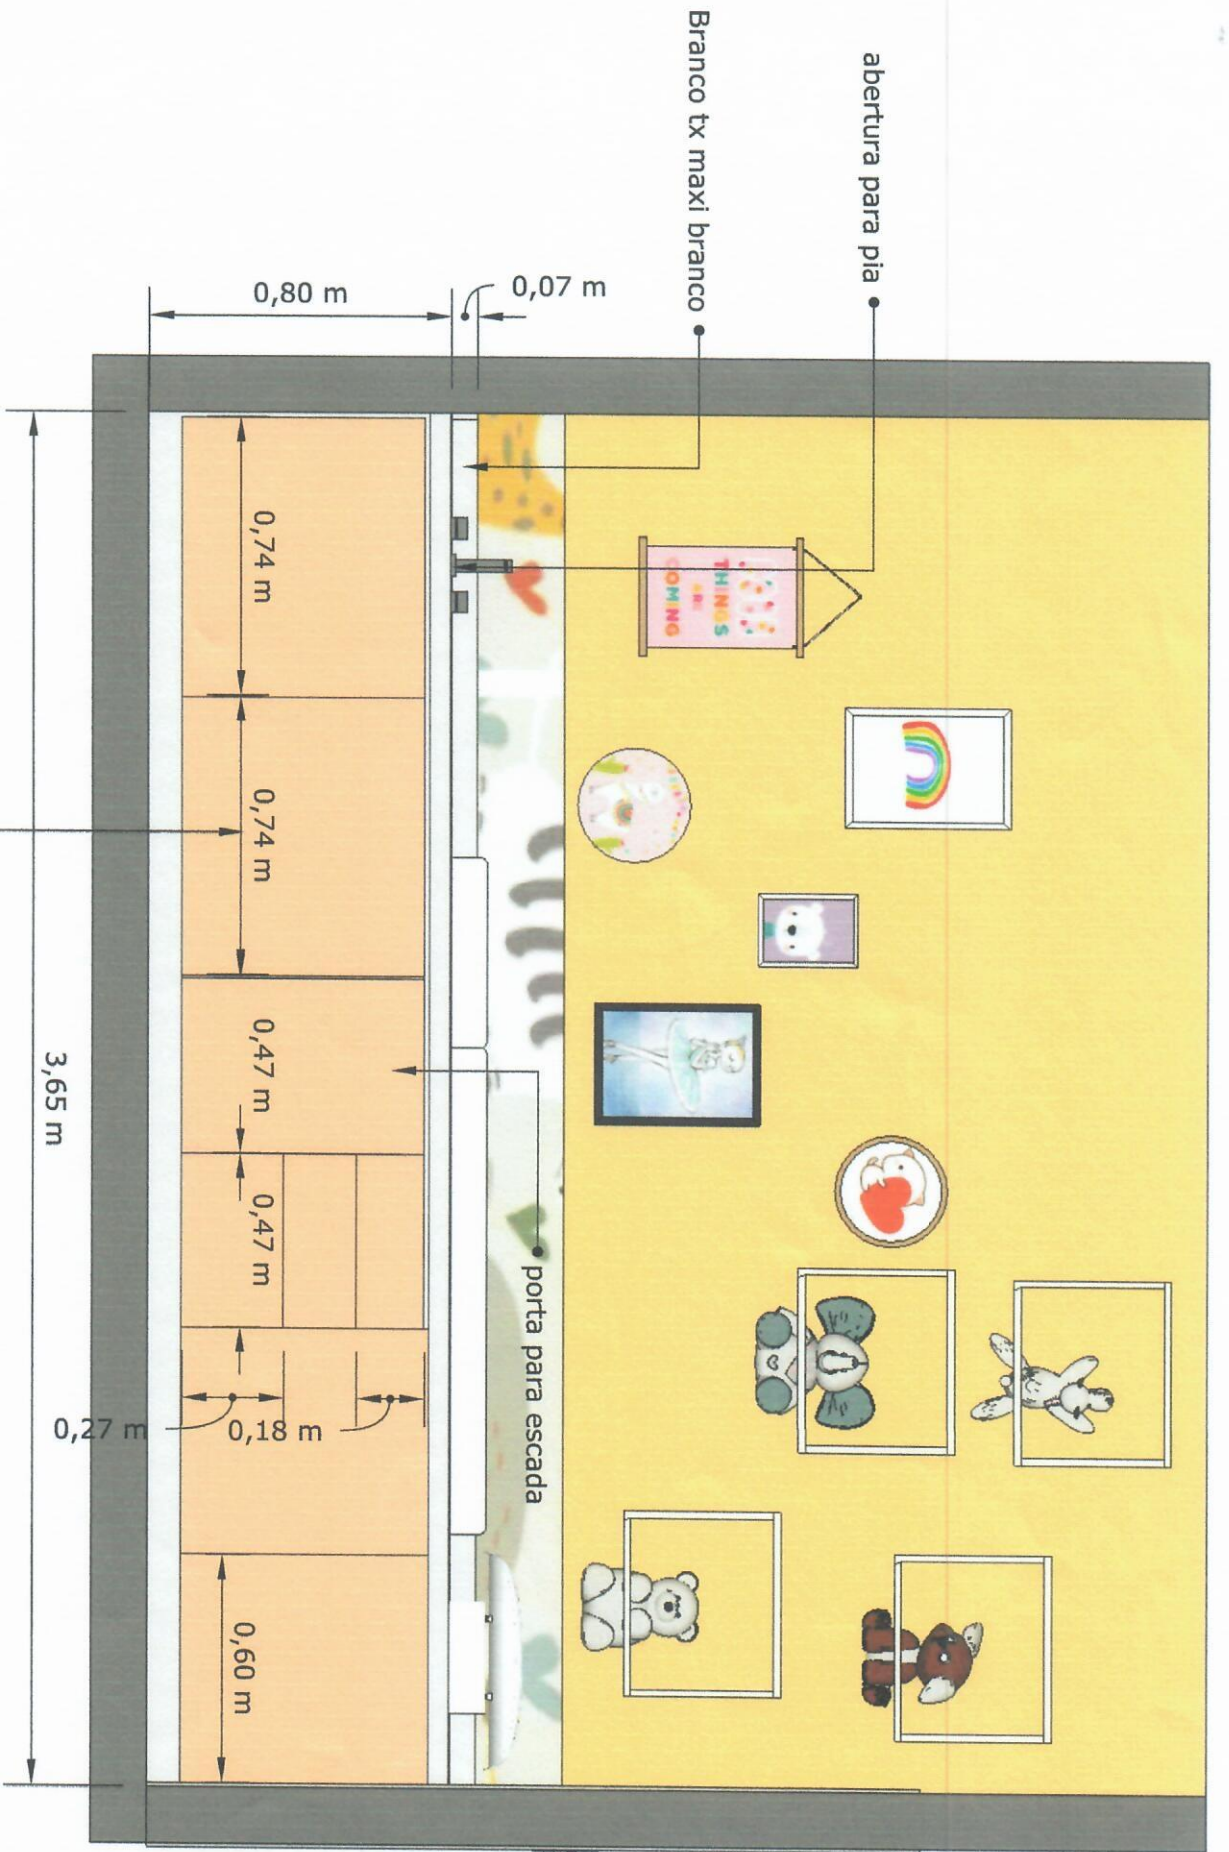 abertura para pia
Branco tx maxi branco
0,07 m
0,80 m
THINGS
COMING
porta para escada
0,74 m
0,74 m
0,47 m
0,47 m
0,18 m
0,27 m
0,60 m
3,65 m